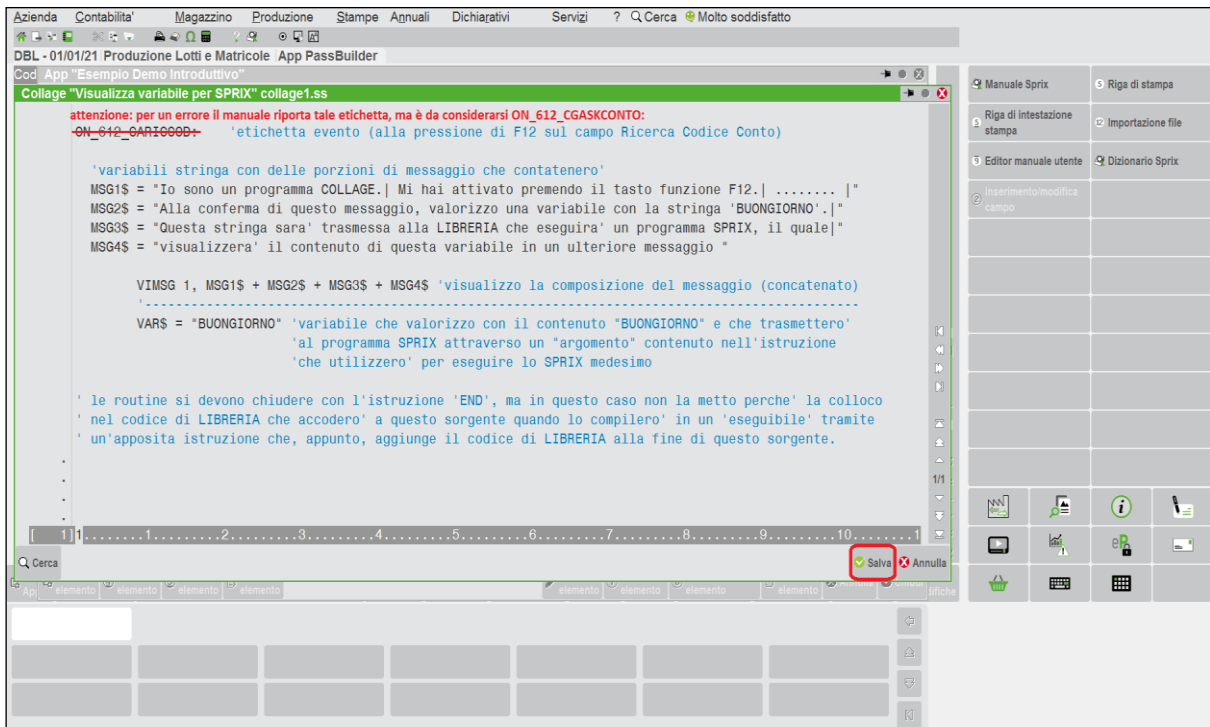 Azienda Contabilita' Magazzino Produzione Stampe Annuali Dichiarativi Servizi ? Cerca Molto soddisfatto
DBL - 01/01/21 Produzione Lotti e Matricole App PassBuilder
Cod App "Esempio Demo Introduttivo"
Collage "Visualizza variabile per SPRIX" collage1.ss
attenzione: per un errore il manuale riporta tale etichetta, ma è da considerarsi ON_612_CGASKCONTO:
ON_612_CARICCOD: 'etichetta evento (alla pressione di F12 sul campo Ricerca Codice Conto)
'variabili stringa con delle porzioni di messaggio che contatenero'
MSG1$ = "Io sono un programma COLLAGE.| Mi hai attivato premendo il tasto funzione F12.| ........ |"
MSG2$ = "Alla conferma di questo messaggio, valorizzo una variabile con la stringa 'BUONGIORNO'.|"
MSG3$ = "Questa stringa sara' trasmessa alla LIBRERIA che eseguira' un programma SPRIX, il quale|"
MSG4$ = "visualizzera' il contenuto di questa variabile in un ulteriore messaggio "
VIMSG 1, MSG1$ + MSG2$ + MSG3$ + MSG4$ 'visualizzo la composizione del messaggio (concatenato)
'---------------------------------------------------------------------------------------------
VAR$ = "BUONGIORNO" 'variabile che valorizzo con il contenuto "BUONGIORNO" e che trasmettero'
'al programma SPRIX attraverso un "argomento" contenuto nell'istruzione
'che utilizzero' per eseguire lo SPRIX medesimo
' le routine si devono chiudere con l'istruzione 'END', ma in questo caso non la metto perche' la colloco
' nel codice di LIBRERIA che accodero' a questo sorgente quando lo compilero' in un 'eseguibile' tramite
' un'apposita istruzione che, appunto, aggiunge il codice di LIBRERIA alla fine di questo sorgente.
1/1
[ 1]1........1.........2.........3.........4.........5.........6.........7.........8.........9.........10.........1
Cerca Salva Annulla
elemento elemento elemento elemento elemento elemento elemento
Manuale Sprix
Riga di stampa
Riga di intestazione stampa
Importazione file
Editor manuale utente
Dizionario Sprix
Inserimento/modifica
campo